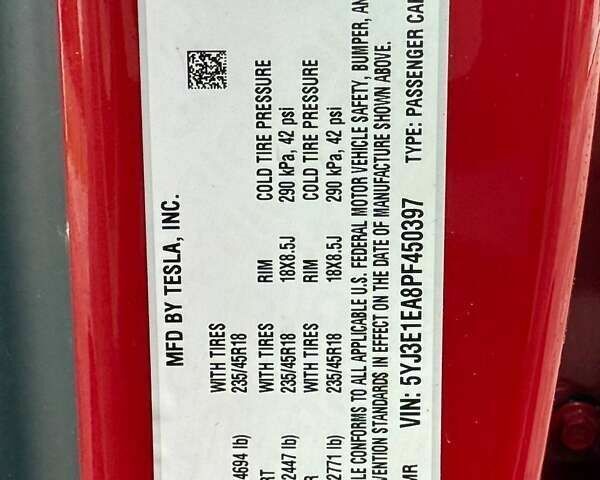 MFD BY TESLA, INC.
4694 lb) WITH TIRES
235/45R18
WITH TIRES RIM COLD TIRE PRESSURE
2447 lb) 235/45R18 18X8.5J 290 kPa, 42 psi
WITH TIRES RIM COLD TIRE PRESSURE
2771 lb) 235/45R18 18X8.5J 290 kPa, 42 psi
CONFORMS TO ALL APPLICABLE U.S. FEDERAL MOTOR VEHICLE SAFETY, BUMPER,
STANDARDS IN EFFECT ON THE DATE OF MANUFACTURE SHOWN ABOVE.
VIN: 5YJ3E1EA8PF450397 TYPE: PASSENGER